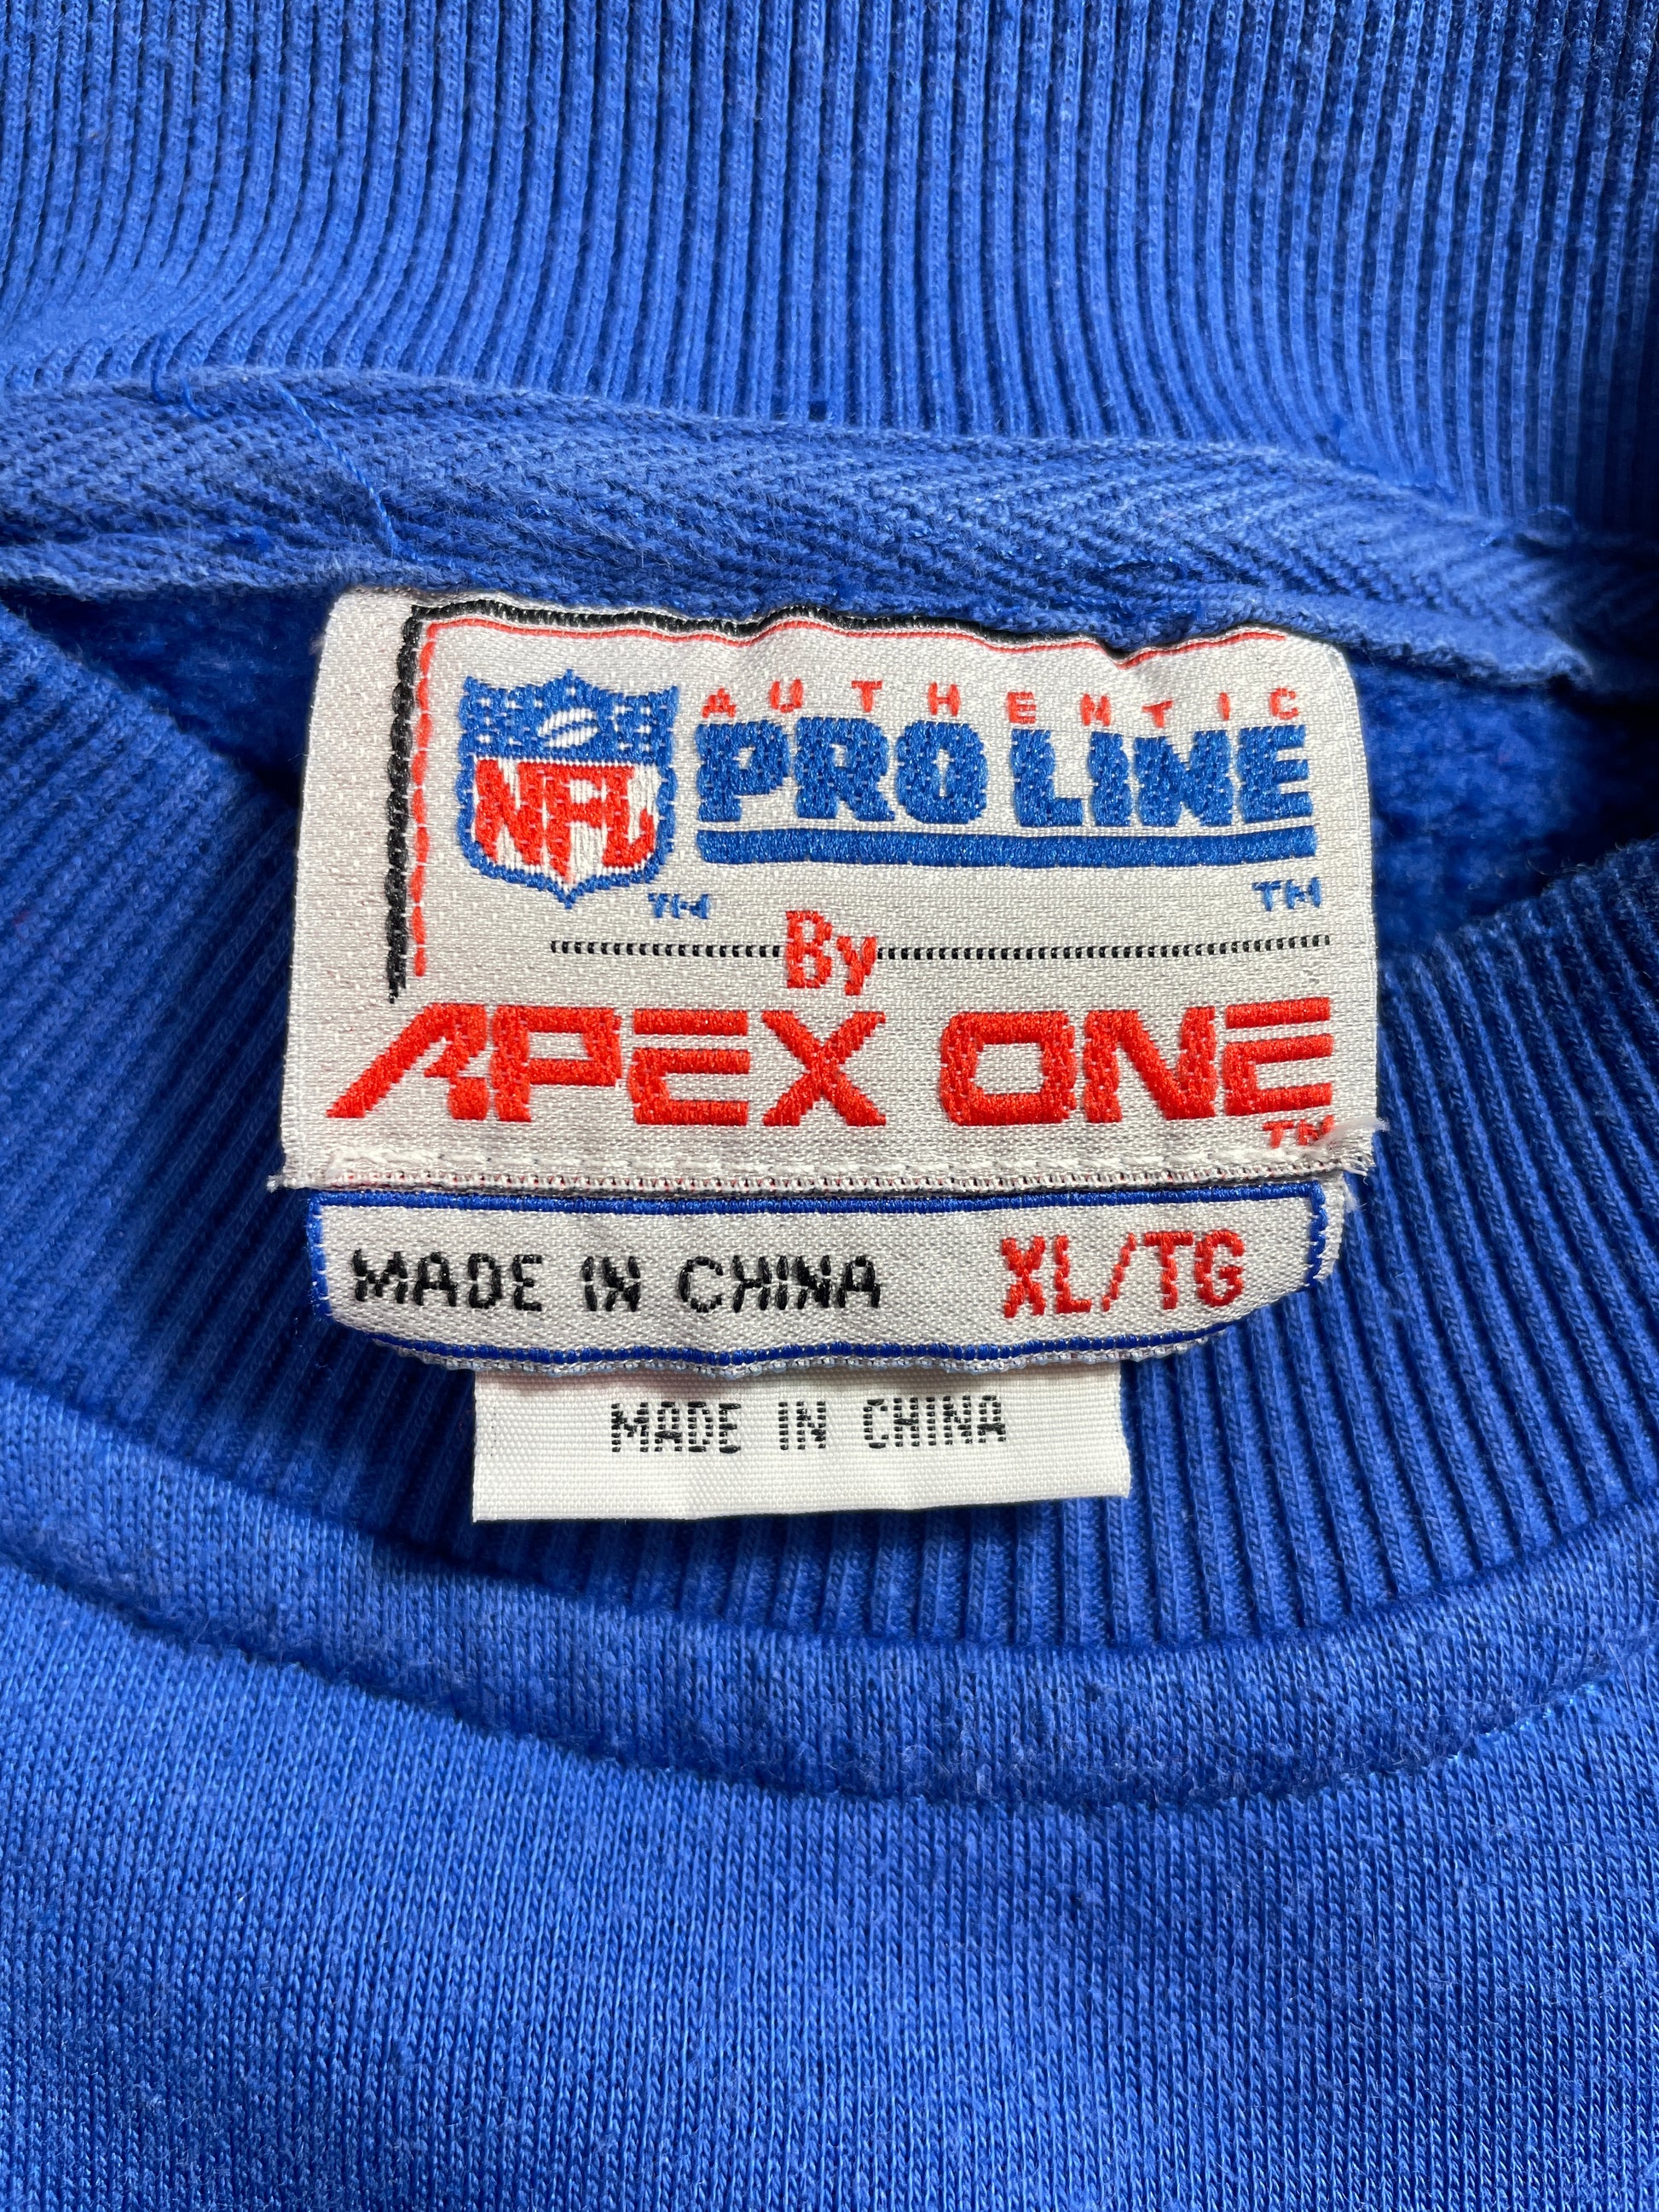 AUTHENTIC
NFL PRO LINE
TM TM
By
APEX ONE
TM
MADE IN CHINA XL/TG
MADE IN CHINA